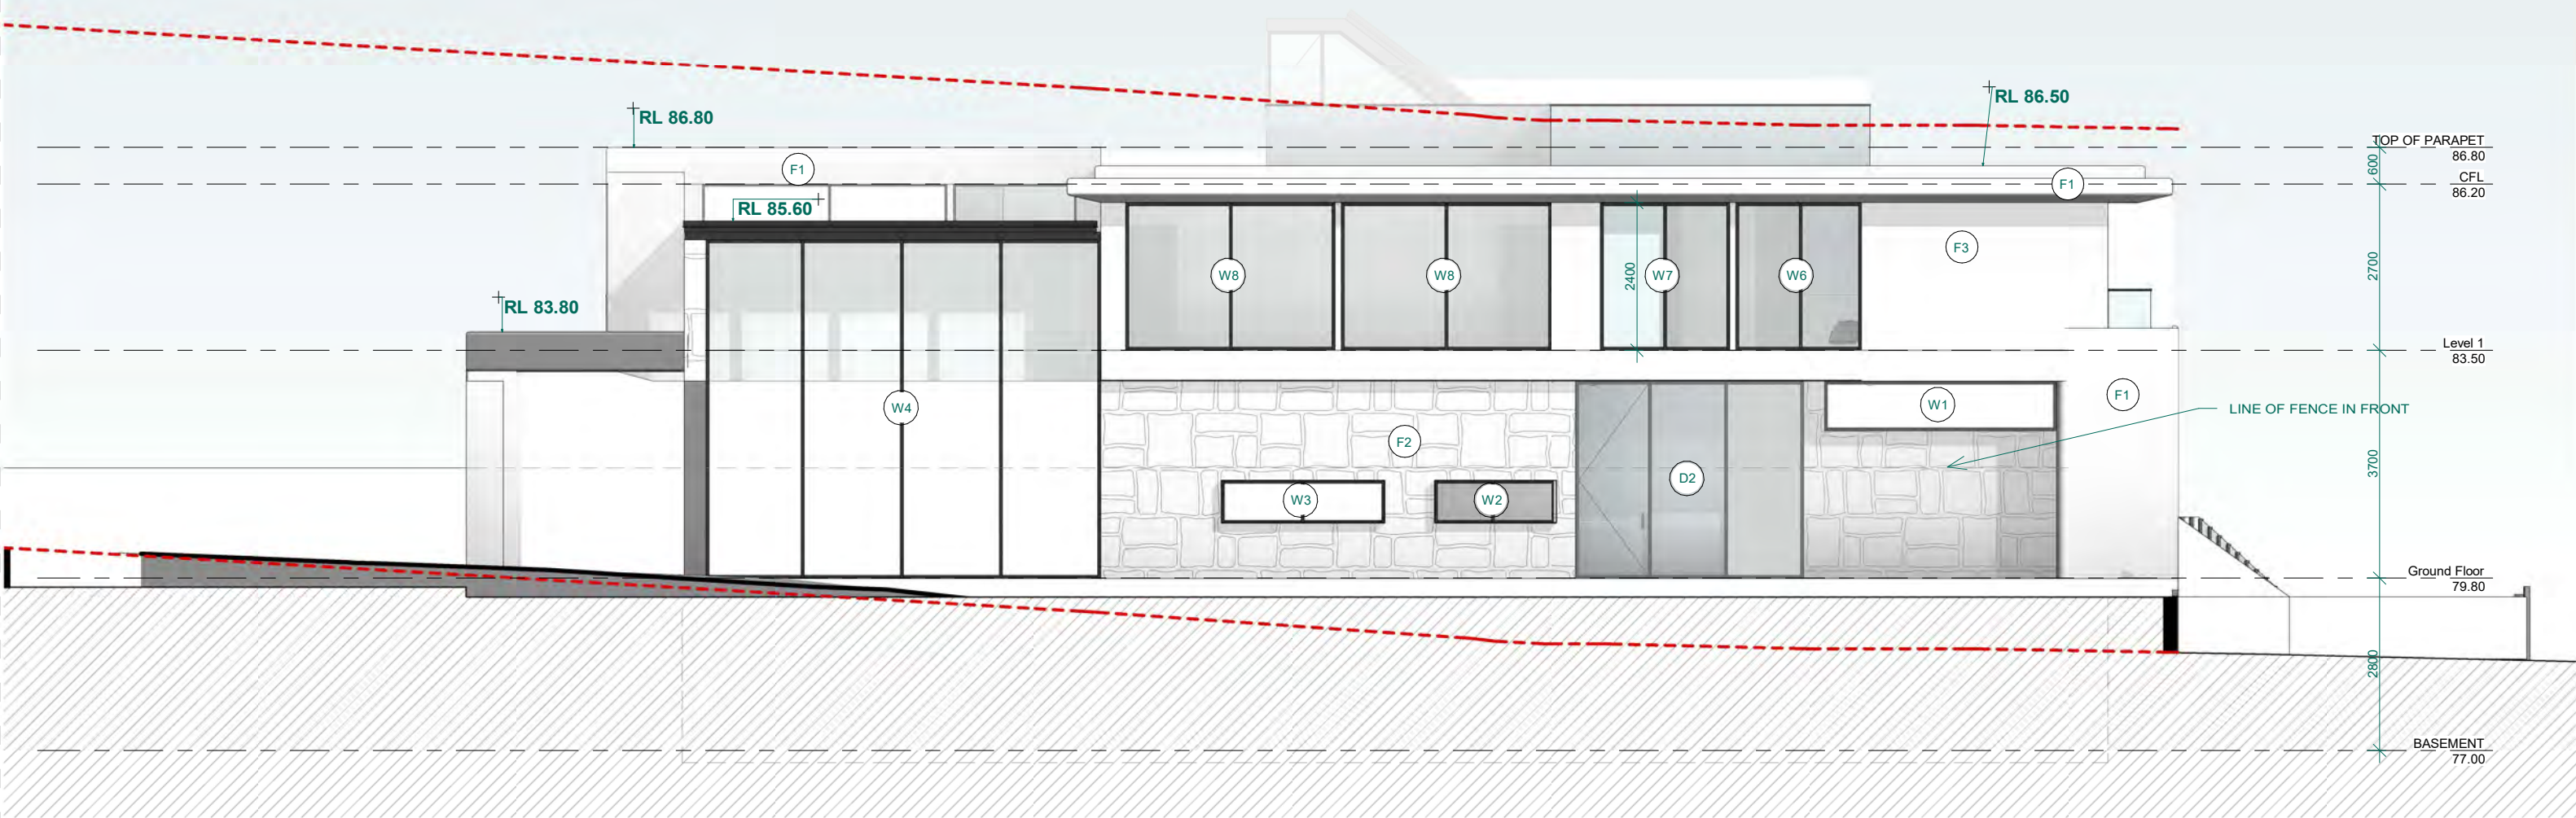 RL 86.50
RL 86.80
TOP OF PARAPET
86.80
600
F1
CFL
86.20
F1
RL 85.60
F3
2700
W8
W8
2400
W7
W6
RL 83.80
Level 1
83.50
F1
W1
W4
LINE OF FENCE IN FRONT
F2
3700
D2
W3
W2
Ground Floor
79.80
2800
BASEMENT
77.00